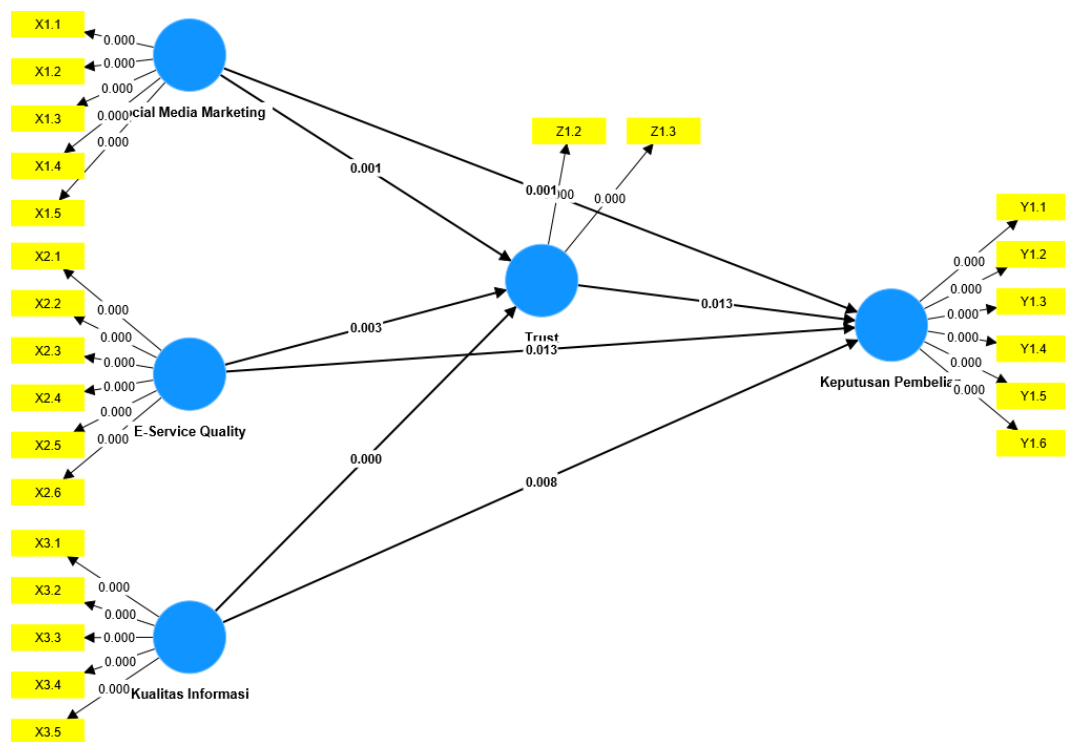 X1.1
0.000
X1.2
0.000
X1.3
0.000
X1.4
0.000
X1.5
0.000
Media Marketing
X2.1
0.000
X2.2
0.000
X2.3
0.000
X2.4
0.000
X2.5
0.000
X2.6
0.000
E-Service Quality
X3.1
0.000
X3.2
0.000
X3.3
0.000
X3.4
0.000
X3.5
0.000
Kualitas Informasi
0.001
0.003
0.000
0.001
0.013
0.008
Z1.2
Z1.3
0.000
Trust
0.013
Keputusan
Y1.1
0.000
Y1.2
0.000
Y1.3
0.000
Y1.4
0.000
Y1.5
0.000
Y1.6
0.000